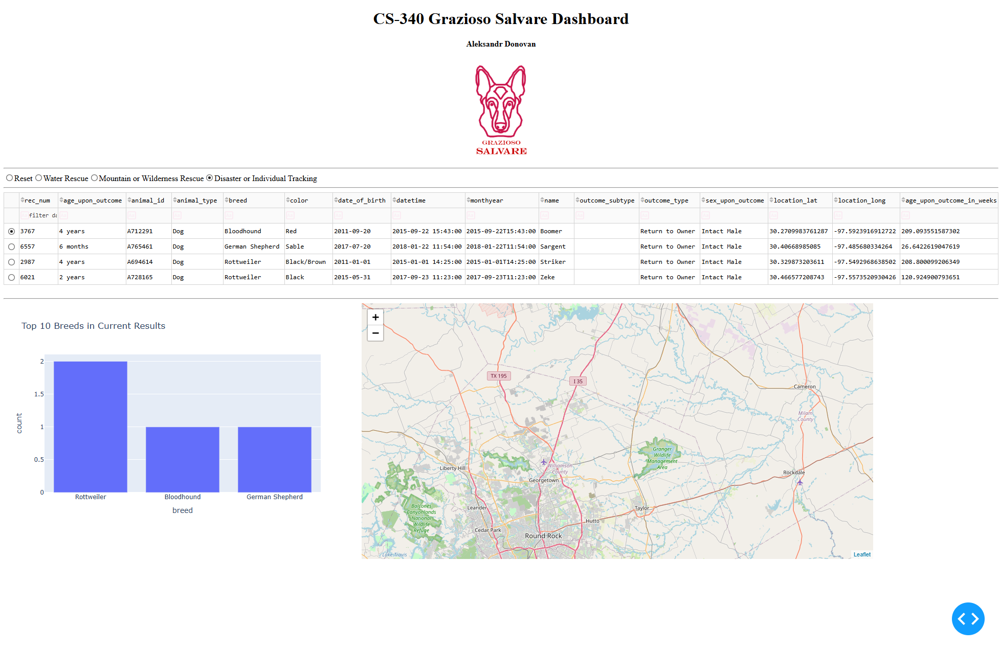 CS-340 Grazioso Salvare Dashboard
Aleksandr Donovan
GRAZIOSO
SALVARE
Reset Water Rescue Mountain or Wilderness Rescue Disaster or Individual Tracking
rec_num age_upon_outcome animal_id animal_type breed color date_of_birth datetime monthyear name outcome_subtype outcome_type sex_upon_outcome location_lat location_long age_upon_outcome_in_weeks
filter da
3767 4 years A712291 Dog Bloodhound Red 2011-09-20 2015-09-22 15:43:00 2015-09-22T15:43:00 Boomer Return to Owner Intact Male 30.2709983761287 -97.5923916912722 209.093551587302
6557 6 months A765461 Dog German Shepherd Sable 2017-07-20 2018-01-22 11:54:00 2018-01-22T11:54:00 Sargent Return to Owner Intact Male 30.40668985085 -97.485680334264 26.6422619047619
2987 4 years A694614 Dog Rottweiler Black/Brown 2011-01-01 2015-01-01 14:25:00 2015-01-01T14:25:00 Striker Return to Owner Intact Male 30.329873203611 -97.5492968638502 208.800099206349
6021 2 years A728165 Dog Rottweiler Black 2015-05-31 2017-09-23 11:23:00 2017-09-23T11:23:00 Zeke Return to Owner Intact Male 30.466577208743 -97.5573520930426 120.924900793651
Top 10 Breeds in Current Results
2
1.5
1
0.5
0
count
Rottweiler Bloodhound German Shepherd
breed
+
−
TX 195
I 35
Cameron
Milam
County
Granger
Wildlife
Management
Area
Liberty Hill
Williamson
County
Georgetown
Rockdale
Leander
Taylor
Balcones
Canyonlands
National
Wildlife
Refuge
Hutto
Cedar Park
Round Rock
Lake Travis
Leaflet